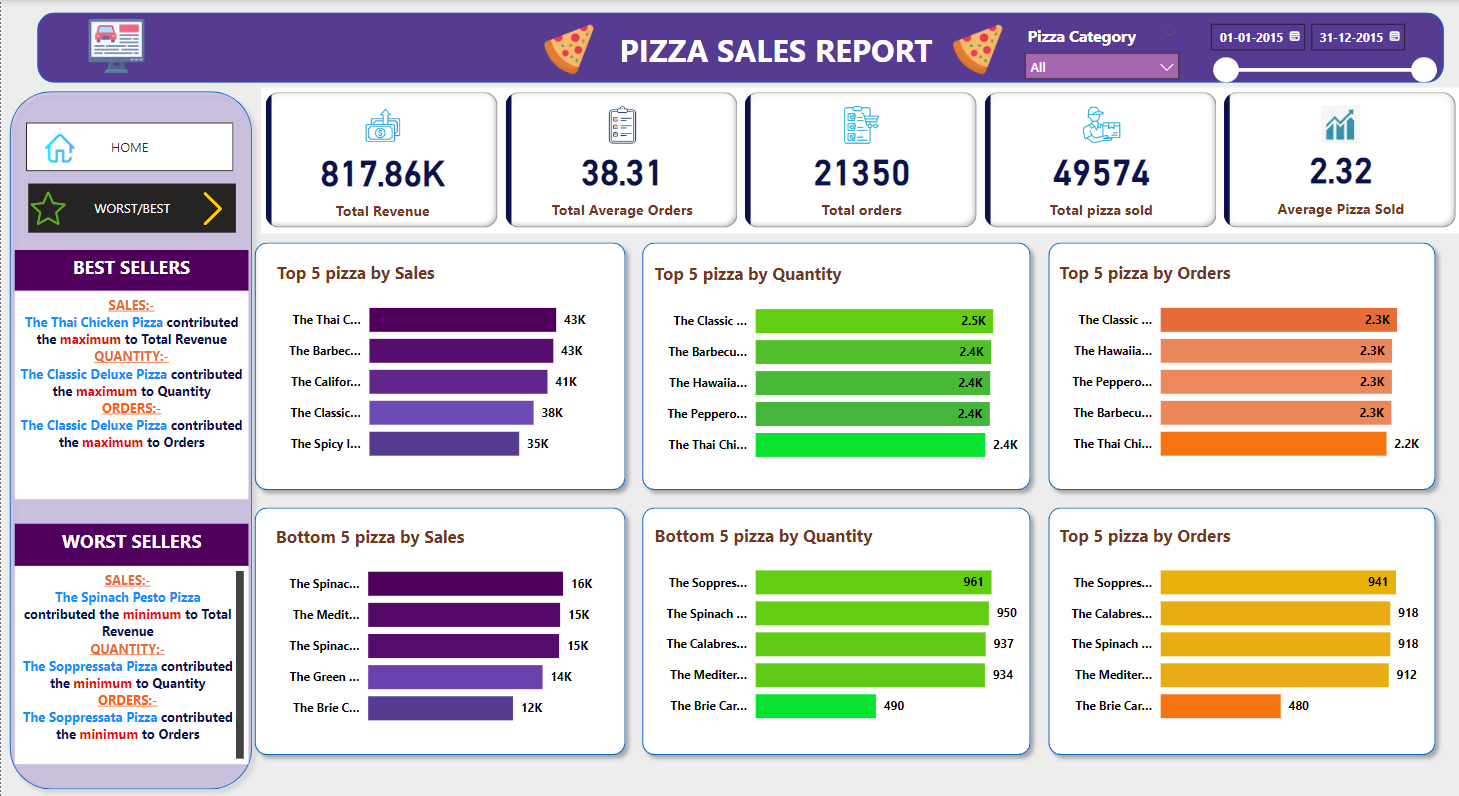 PIZZA SALES REPORT
Pizza Category
All
01-01-2015
31-12-2015
HOME
WORST/BEST
817.86K
Total Revenue
38.31
Total Average Orders
21350
Total orders
49574
Total pizza sold
2.32
Average Pizza Sold
BEST SELLERS
SALES:-
The Thai Chicken Pizza contributed
the maximum to Total Revenue
QUANTITY:-
The Classic Deluxe Pizza contributed
the maximum to Quantity
ORDERS:-
The Classic Deluxe Pizza contributed
the maximum to Orders
WORST SELLERS
SALES:-
The Spinach Pesto Pizza
contributed the minimum to Total
Revenue
QUANTITY:-
The Soppressata Pizza contributed
the minimum to Quantity
ORDERS:-
The Soppressata Pizza contributed
the minimum to Orders
Top 5 pizza by Sales
The Thai C... 43K
The Barbec... 43K
The Califor... 41K
The Classic... 38K
The Spicy I... 35K
Top 5 pizza by Quantity
The Classic ... 2.5K
The Barbecu... 2.4K
The Hawaiia... 2.4K
The Peppero... 2.4K
The Thai Chi... 2.4K
Top 5 pizza by Orders
The Classic ... 2.3K
The Hawaiia... 2.3K
The Peppero... 2.3K
The Barbecu... 2.3K
The Thai Chi... 2.2K
Bottom 5 pizza by Sales
The Spinac... 16K
The Medit... 15K
The Spinac... 15K
The Green ... 14K
The Brie C... 12K
Bottom 5 pizza by Quantity
The Soppres... 961
The Spinach ... 950
The Calabres... 937
The Mediter... 934
The Brie Car... 490
Top 5 pizza by Orders
The Soppres... 941
The Calabres... 918
The Spinach ... 918
The Mediter... 912
The Brie Car... 480